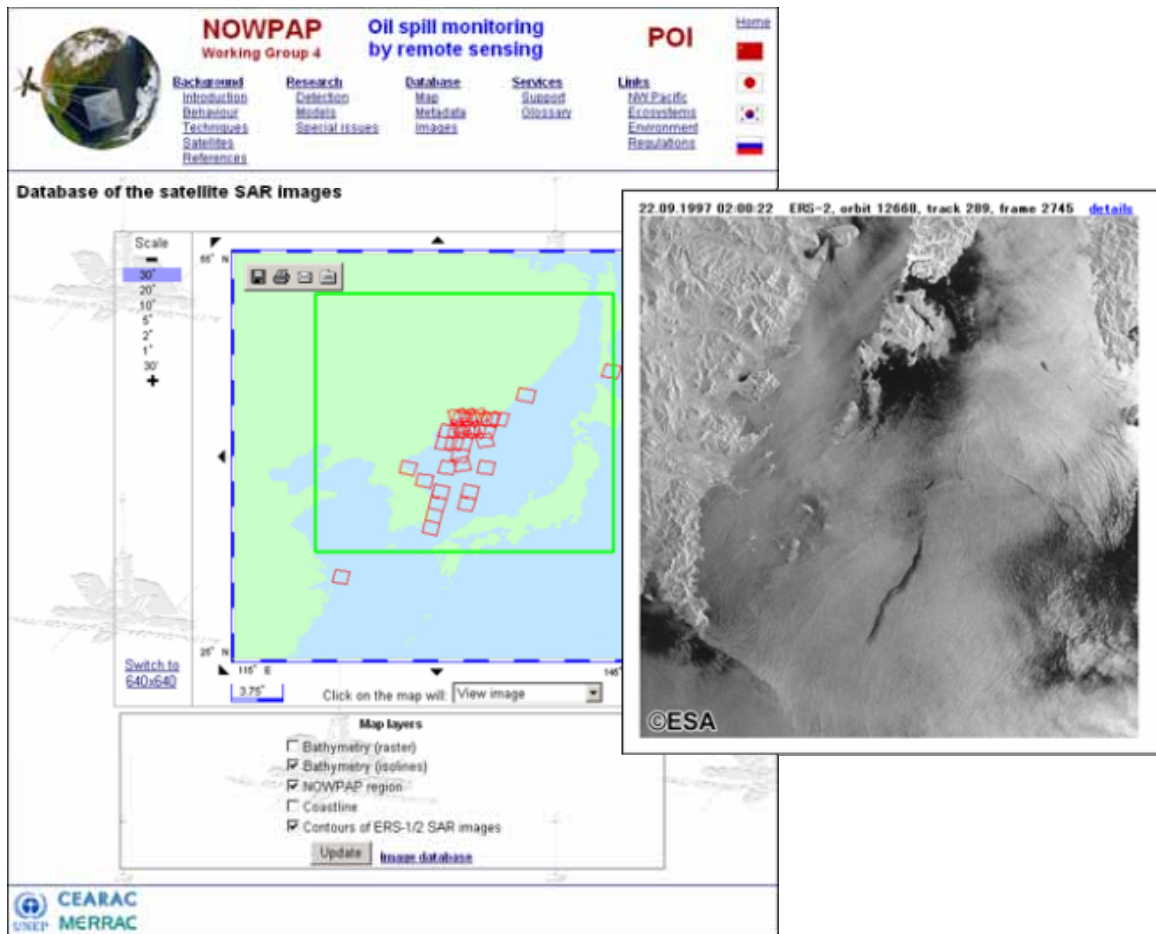 NOWPAP
Working Group 4
Oil spill monitoring
by remote sensing
POI
Home
Background
Introduction
Behaviour
Techniques
Satellites
References
Research
Detection
Models
Special issues
Database
Map
Metadata
Images
Services
Support
Glossary
Links
NW Pacific
Ecosystems
Environment
Regulations
Database of the satellite SAR images
Scale
30°
20°
10°
5°
2°
1°
30'
55° N
25° N
115° E
145°
Switch to
640x640
3.75°
Click on the map will: View image
Map layers
Bathymetry (raster)
Bathymetry (isolines)
NOWPAP region
Coastline
Contours of ERS-1/2 SAR images
Update Image database
22.09.1997 02:00:22 ERS-2, orbit 12668, track 289, frame 2745 details
©ESA
UNEP
CEARAC
MERRAC